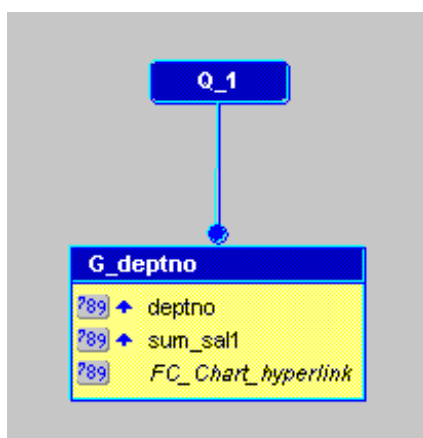 Q_1
G_deptno
789 deptno
789 sum_sal1
789 FC_Chart_hyperlink